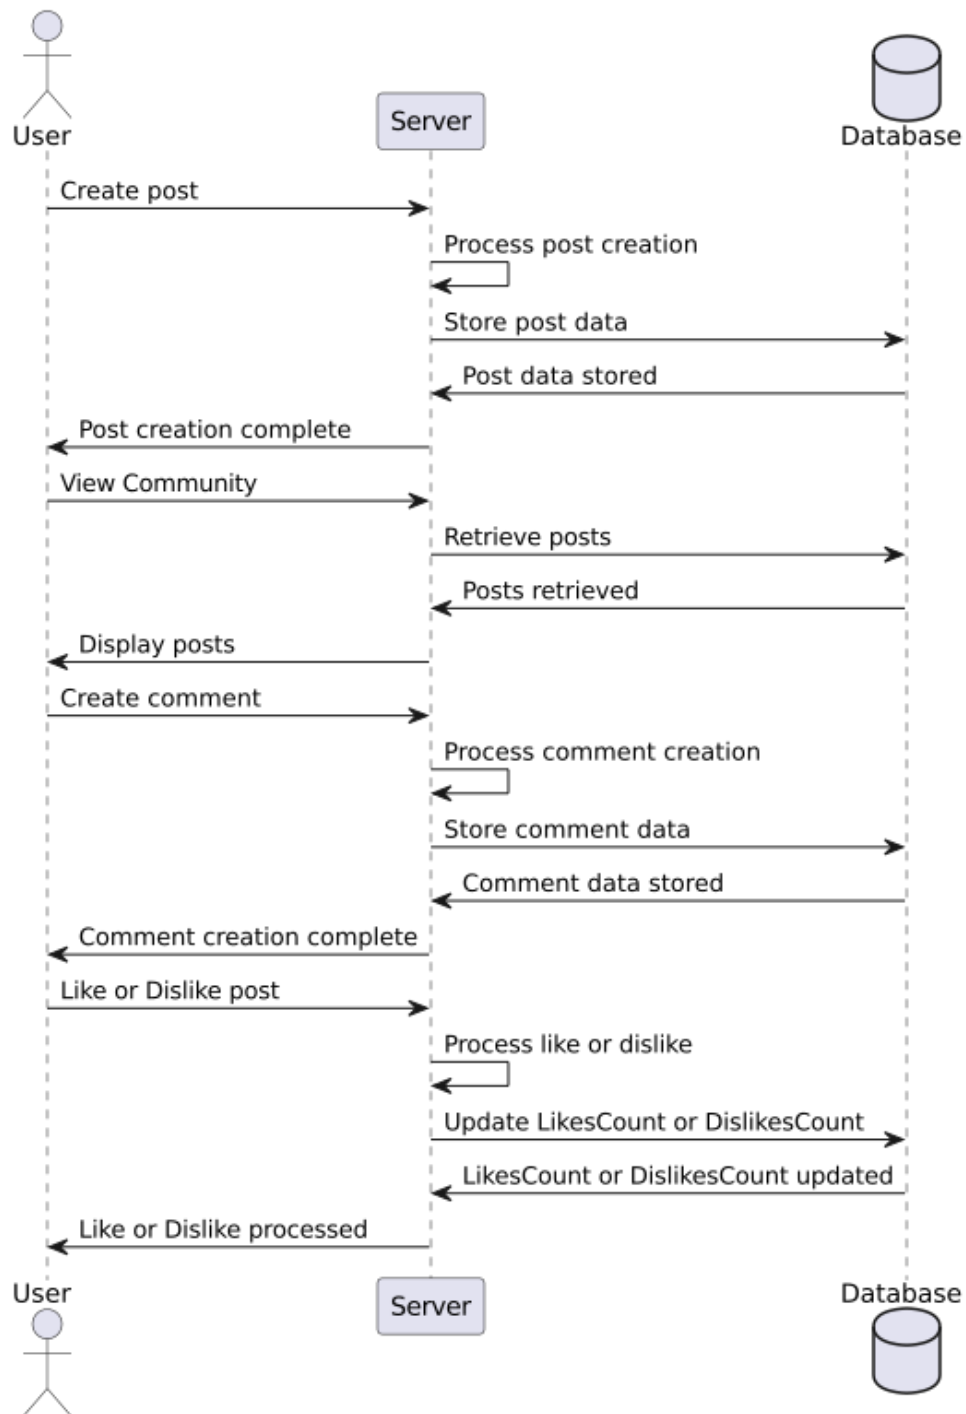 User
Server
Database
Create post
Process post creation
Store post data
Post data stored
Post creation complete
View Community
Retrieve posts
Posts retrieved
Display posts
Create comment
Process comment creation
Store comment data
Comment data stored
Comment creation complete
Like or Dislike post
Process like or dislike
Update LikesCount or DislikesCount
LikesCount or DislikesCount updated
Like or Dislike processed
User
Server
Database